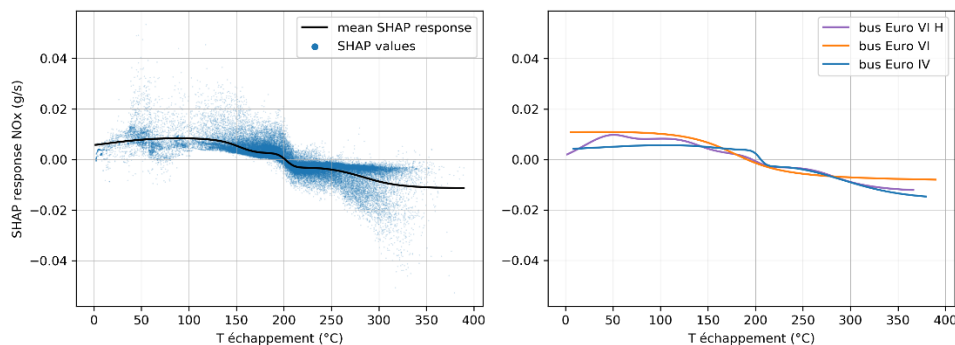 mean SHAP response
SHAP values
SHAP response NOx (g/s)
0.04
0.02
0.00
−0.02
−0.04
0 50 100 150 200 250 300 350 400
T échappement (°C)
bus Euro VI H
bus Euro VI
bus Euro IV
0.04
0.02
0.00
−0.02
−0.04
0 50 100 150 200 250 300 350 400
T échappement (°C)